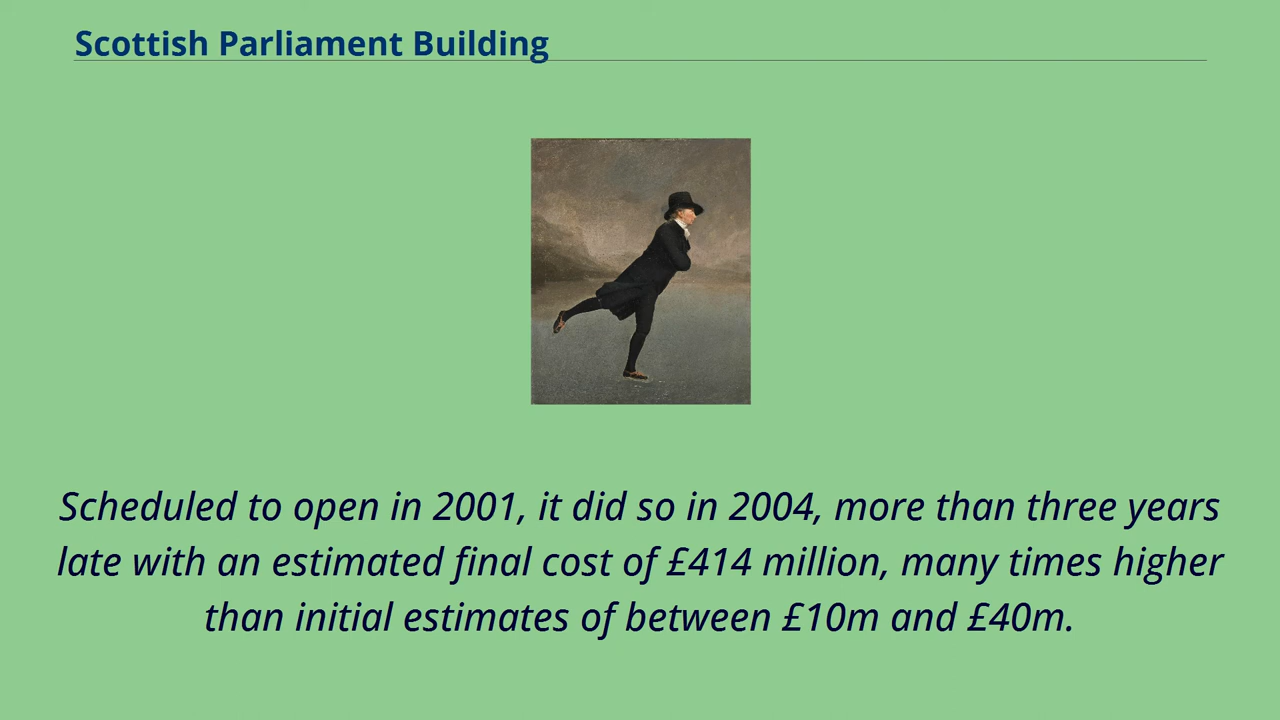 Scottish Parliament Building
Scheduled to open in 2001, it did so in 2004, more than three years
late with an estimated final cost of £414 million, many times higher
than initial estimates of between £10m and £40m.